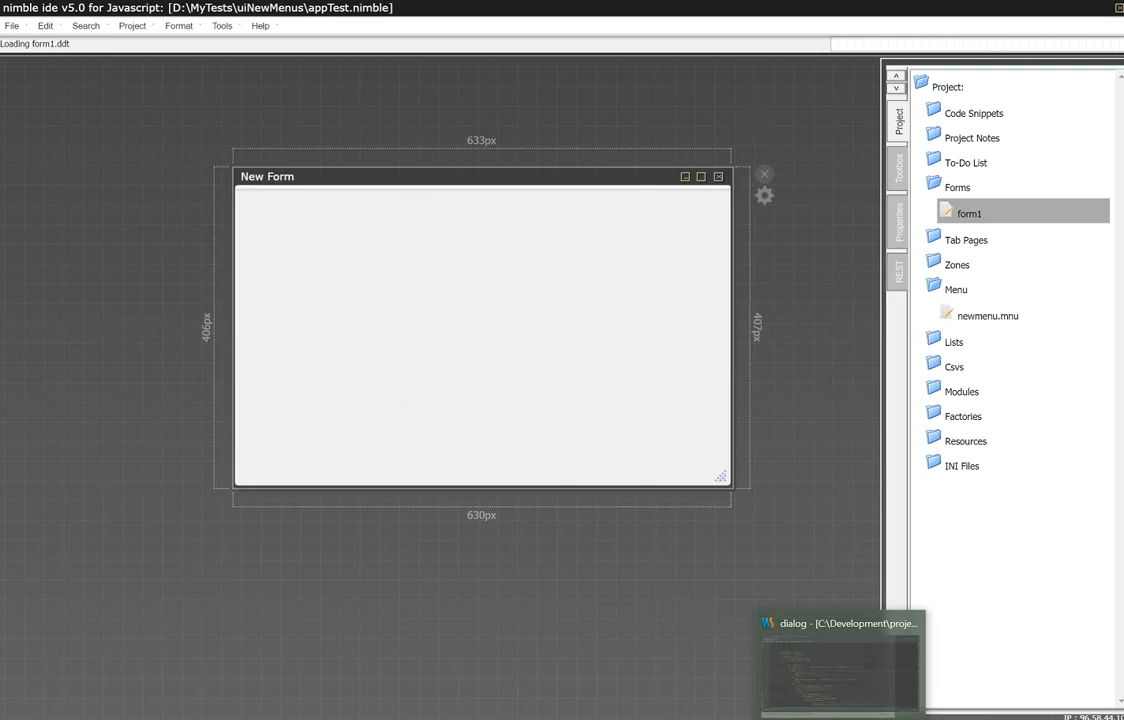 nimble ide v5.0 for Javascript: [D:\MyTests\uiNewMenus\appTest.nimble]
File Edit Search Project Format Tools Help
Loading form1.ddt
633px
New Form
406px
407px
630px
Project
Toolbox
Properties
REST
Project:
Code Snippets
Project Notes
To-Do List
Forms
form1
Tab Pages
Zones
Menu
newmenu.mnu
Lists
Csvs
Modules
Factories
Resources
INI Files
WS dialog - [C:\Development\proje...